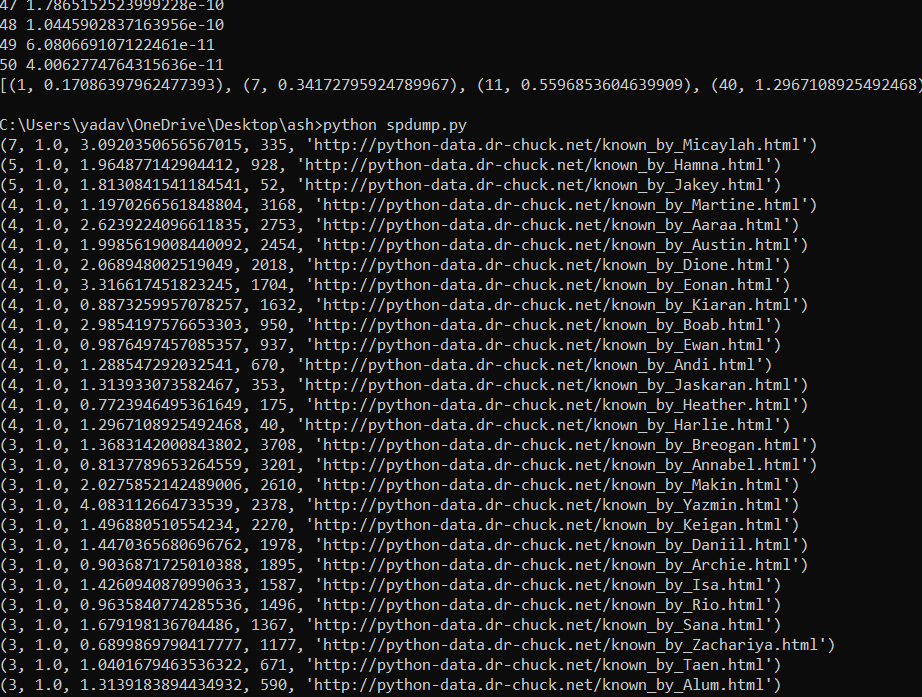 47 1.7865152523999228e-10
48 1.0445902837163956e-10
49 6.080669107122461e-11
50 4.0062774764315636e-11
[(1, 0.17086397962477393), (7, 0.34172795924789967), (11, 0.5596853604639909), (40, 1.2967108925492468)
C:\Users\yadav\OneDrive\Desktop\ash>python spdump.py
(7, 1.0, 3.0920350656567015, 335, 'http://python-data.dr-chuck.net/known_by_Micaylah.html')
(5, 1.0, 1.964877142904412, 928, 'http://python-data.dr-chuck.net/known_by_Hamna.html')
(5, 1.0, 1.8130841541184541, 52, 'http://python-data.dr-chuck.net/known_by_Jakey.html')
(4, 1.0, 1.1970266561848804, 3168, 'http://python-data.dr-chuck.net/known_by_Martine.html')
(4, 1.0, 2.6239224096611835, 2753, 'http://python-data.dr-chuck.net/known_by_Aaraa.html')
(4, 1.0, 1.9985619008440092, 2454, 'http://python-data.dr-chuck.net/known_by_Austin.html')
(4, 1.0, 2.068948002519049, 2018, 'http://python-data.dr-chuck.net/known_by_Dione.html')
(4, 1.0, 3.316617451823245, 1704, 'http://python-data.dr-chuck.net/known_by_Eonan.html')
(4, 1.0, 0.8873259957078257, 1632, 'http://python-data.dr-chuck.net/known_by_Kiaran.html')
(4, 1.0, 2.9854197576653303, 950, 'http://python-data.dr-chuck.net/known_by_Boab.html')
(4, 1.0, 0.9876497457085357, 937, 'http://python-data.dr-chuck.net/known_by_Ewan.html')
(4, 1.0, 1.288547292032541, 670, 'http://python-data.dr-chuck.net/known_by_Andi.html')
(4, 1.0, 1.313933073582467, 353, 'http://python-data.dr-chuck.net/known_by_Jaskaran.html')
(4, 1.0, 0.7723946495361649, 175, 'http://python-data.dr-chuck.net/known_by_Heather.html')
(4, 1.0, 1.2967108925492468, 40, 'http://python-data.dr-chuck.net/known_by_Harlie.html')
(3, 1.0, 1.3683142000843802, 3708, 'http://python-data.dr-chuck.net/known_by_Breogan.html')
(3, 1.0, 0.8137789653264559, 3201, 'http://python-data.dr-chuck.net/known_by_Annabel.html')
(3, 1.0, 2.0275852142489006, 2610, 'http://python-data.dr-chuck.net/known_by_Makin.html')
(3, 1.0, 4.083112664733539, 2378, 'http://python-data.dr-chuck.net/known_by_Yazmin.html')
(3, 1.0, 1.496880510554234, 2270, 'http://python-data.dr-chuck.net/known_by_Keigan.html')
(3, 1.0, 1.4470365680696762, 1978, 'http://python-data.dr-chuck.net/known_by_Daniil.html')
(3, 1.0, 0.9036871725010388, 1895, 'http://python-data.dr-chuck.net/known_by_Archie.html')
(3, 1.0, 1.4260940870990633, 1587, 'http://python-data.dr-chuck.net/known_by_Isa.html')
(3, 1.0, 0.9635840774285536, 1496, 'http://python-data.dr-chuck.net/known_by_Rio.html')
(3, 1.0, 1.679198136704486, 1367, 'http://python-data.dr-chuck.net/known_by_Sana.html')
(3, 1.0, 0.6899869790417777, 1177, 'http://python-data.dr-chuck.net/known_by_Zachariya.html')
(3, 1.0, 1.0401679463536322, 671, 'http://python-data.dr-chuck.net/known_by_Taen.html')
(3, 1.0, 1.3139183894434932, 590, 'http://python-data.dr-chuck.net/known_by_Alum.html')